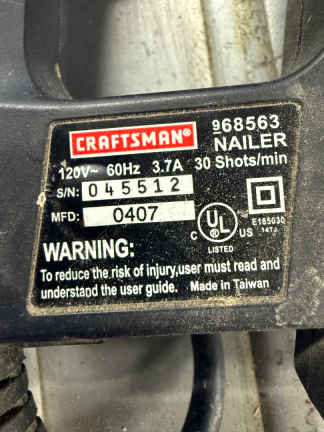 CRAFTSMAN®
968563
NAILER
120V~ 60Hz 3.7A 30 Shots/min
S/N: 045512
MFD: 0407
C UL® US
LISTED
E185030
14TJ
WARNING:
To reduce the risk of injury,user must read and
understand the user guide. Made in Taiwan